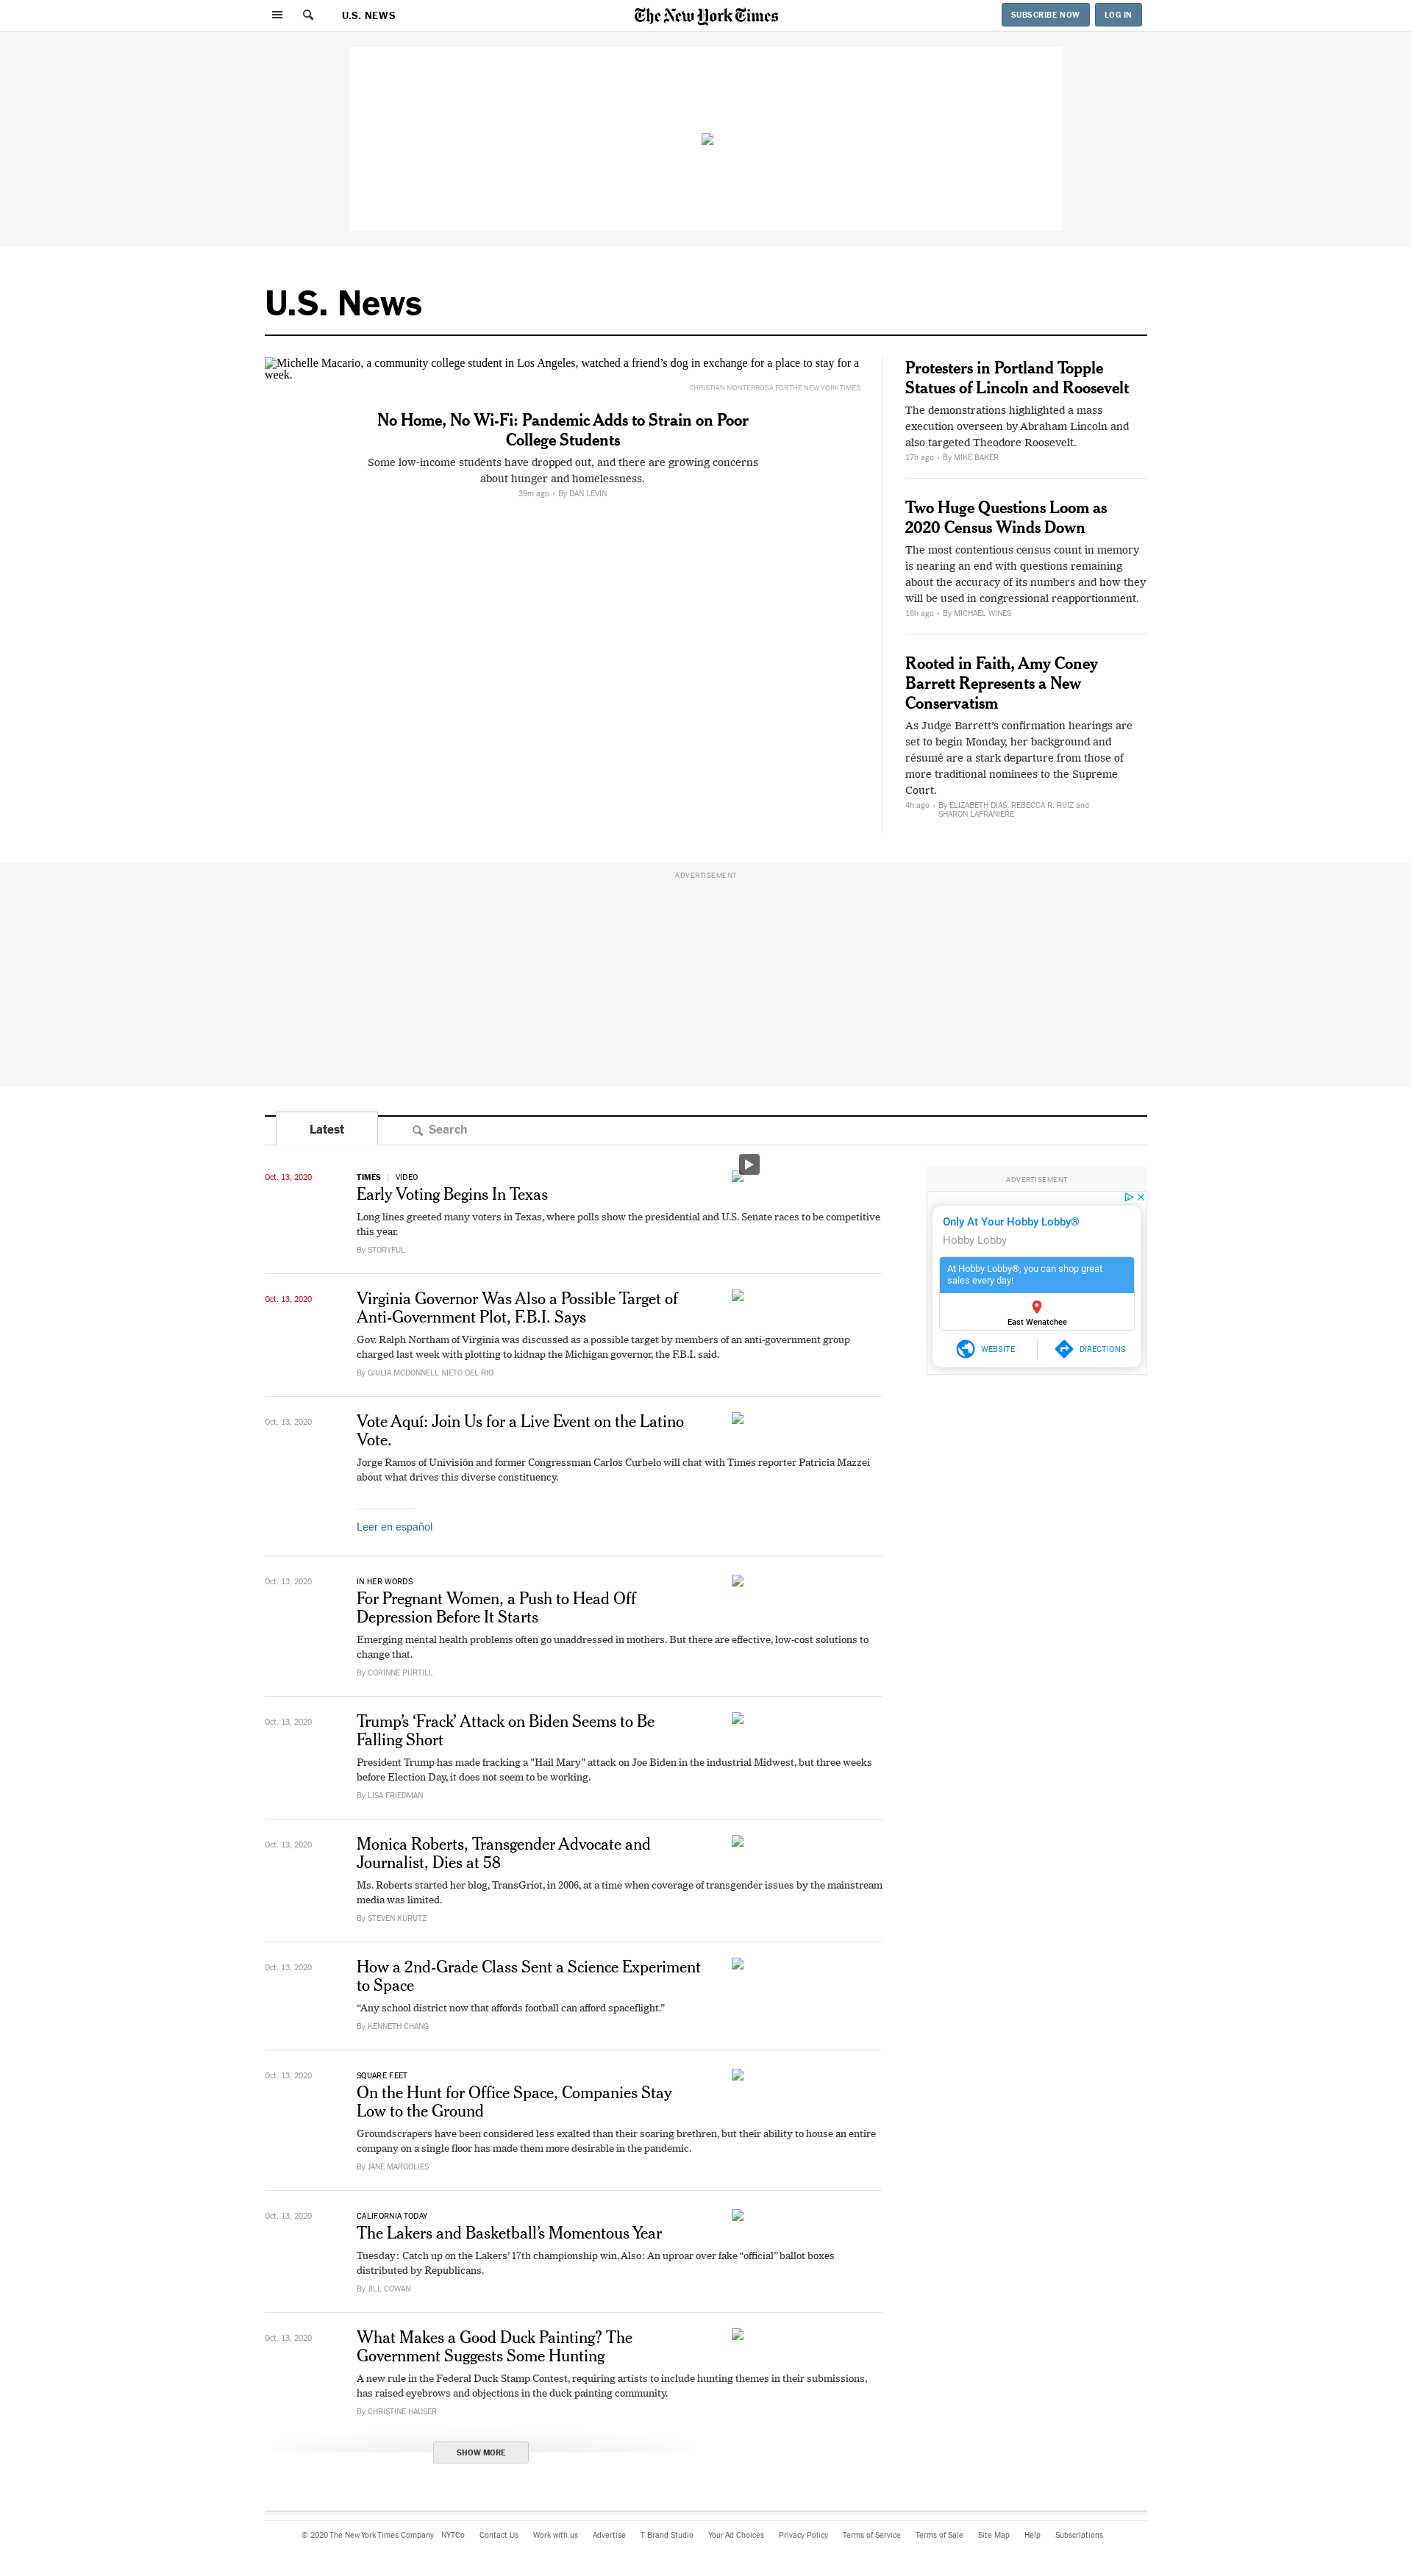 U.S. NEWS
The New York Times
SUBSCRIBE NOW
LOG IN
U.S. News
Michelle Macario, a community college student in Los Angeles, watched a friend’s dog in exchange for a place to stay for a
week.
CHRISTIAN MONTERROSA FOR THE NEW YORK TIMES.
No Home, No Wi-Fi: Pandemic Adds to Strain on Poor
College Students
Some low-income students have dropped out, and there are growing concerns
about hunger and homelessness.
39m ago • By DAN LEVIN
Protesters in Portland Topple
Statues of Lincoln and Roosevelt
The demonstrations highlighted a mass
execution overseen by Abraham Lincoln and
also targeted Theodore Roosevelt.
17h ago • By MIKE BAKER
Two Huge Questions Loom as
2020 Census Winds Down
The most contentious census count in memory
is nearing an end with questions remaining
about the accuracy of its numbers and how they
will be used in congressional reapportionment.
16h ago • By MICHAEL WINES
Rooted in Faith, Amy Coney
Barrett Represents a New
Conservatism
As Judge Barrett’s confirmation hearings are
set to begin Monday, her background and
résumé are a stark departure from those of
more traditional nominees to the Supreme
Court.
4h ago • By ELIZABETH DIAS, REBECCA R. RUIZ and
SHARON LAFRANIERE
ADVERTISEMENT
Latest
Search
Oct. 13, 2020
TIMES | VIDEO
Early Voting Begins In Texas
Long lines greeted many voters in Texas, where polls show the presidential and U.S. Senate races to be competitive
this year.
By STORYFUL
Oct. 13, 2020
Virginia Governor Was Also a Possible Target of
Anti-Government Plot, F.B.I. Says
Gov. Ralph Northam of Virginia was discussed as a possible target by members of an anti-government group
charged last week with plotting to kidnap the Michigan governor, the F.B.I. said.
By GIULIA MCDONNELL NIETO DEL RIO
Oct. 13, 2020
Vote Aquí: Join Us for a Live Event on the Latino
Vote.
Jorge Ramos of Univisión and former Congressman Carlos Curbelo will chat with Times reporter Patricia Mazzei
about what drives this diverse constituency.
Leer en español
Oct. 13, 2020
IN HER WORDS
For Pregnant Women, a Push to Head Off
Depression Before It Starts
Emerging mental health problems often go unaddressed in mothers. But there are effective, low-cost solutions to
change that.
By CORINNE PURTILL
Oct. 13, 2020
Trump’s ‘Frack’ Attack on Biden Seems to Be
Falling Short
President Trump has made fracking a "Hail Mary" attack on Joe Biden in the industrial Midwest, but three weeks
before Election Day, it does not seem to be working.
By LISA FRIEDMAN
Oct. 13, 2020
Monica Roberts, Transgender Advocate and
Journalist, Dies at 58
Ms. Roberts started her blog, TransGriot, in 2006, at a time when coverage of transgender issues by the mainstream
media was limited.
By STEVEN KURUTZ
Oct. 13, 2020
How a 2nd-Grade Class Sent a Science Experiment
to Space
“Any school district now that affords football can afford spaceflight.”
By KENNETH CHANG
Oct. 13, 2020
SQUARE FEET
On the Hunt for Office Space, Companies Stay
Low to the Ground
Groundscrapers have been considered less exalted than their soaring brethren, but their ability to house an entire
company on a single floor has made them more desirable in the pandemic.
By JANE MARGOLIES
Oct. 13, 2020
CALIFORNIA TODAY
The Lakers and Basketball’s Momentous Year
Tuesday: Catch up on the Lakers’ 17th championship win. Also: An uproar over fake “official” ballot boxes
distributed by Republicans.
By JILL COWAN
Oct. 13, 2020
What Makes a Good Duck Painting? The
Government Suggests Some Hunting
A new rule in the Federal Duck Stamp Contest, requiring artists to include hunting themes in their submissions,
has raised eyebrows and objections in the duck painting community.
By CHRISTINE HAUSER
SHOW MORE
ADVERTISEMENT
Only At Your Hobby Lobby®
Hobby Lobby
At Hobby Lobby®, you can shop great
sales every day!
East Wenatchee
WEBSITE
DIRECTIONS
© 2020 The New York Times Company NYTCo Contact Us Work with us Advertise T Brand Studio Your Ad Choices Privacy Policy Terms of Service Terms of Sale Site Map Help Subscriptions